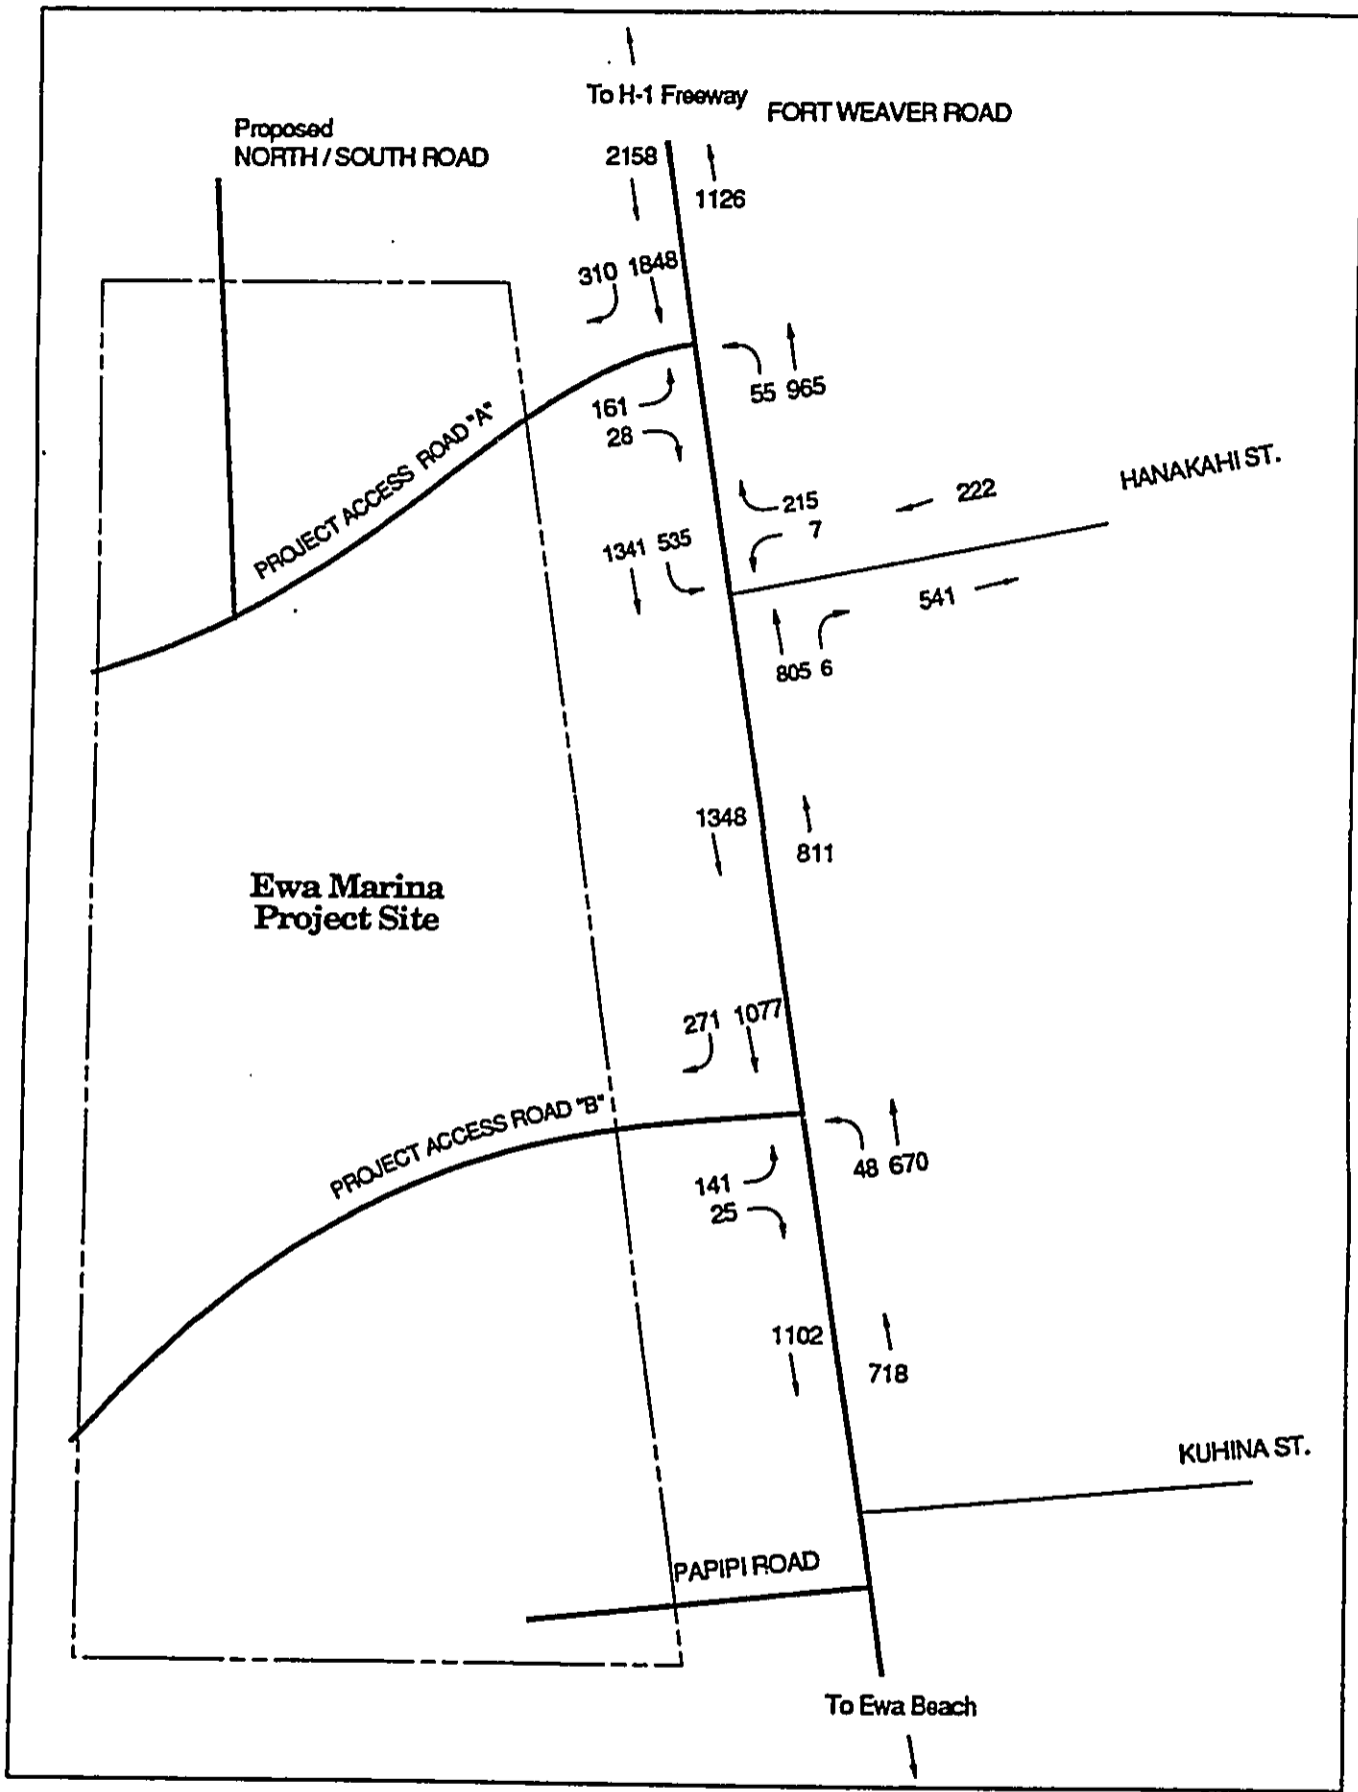 To H-1 Freeway
FORT WEAVER ROAD
Proposed
NORTH / SOUTH ROAD
2158
1126
310 1848
55 965
161
28
PROJECT ACCESS ROAD "A"
215
7
222
HANAKAHI ST.
1341 535
541
805 6
1348
811
Ewa Marina
Project Site
271 1077
PROJECT ACCESS ROAD "B"
48 670
141
25
1102
718
KUHINA ST.
PAPIPI ROAD
To Ewa Beach